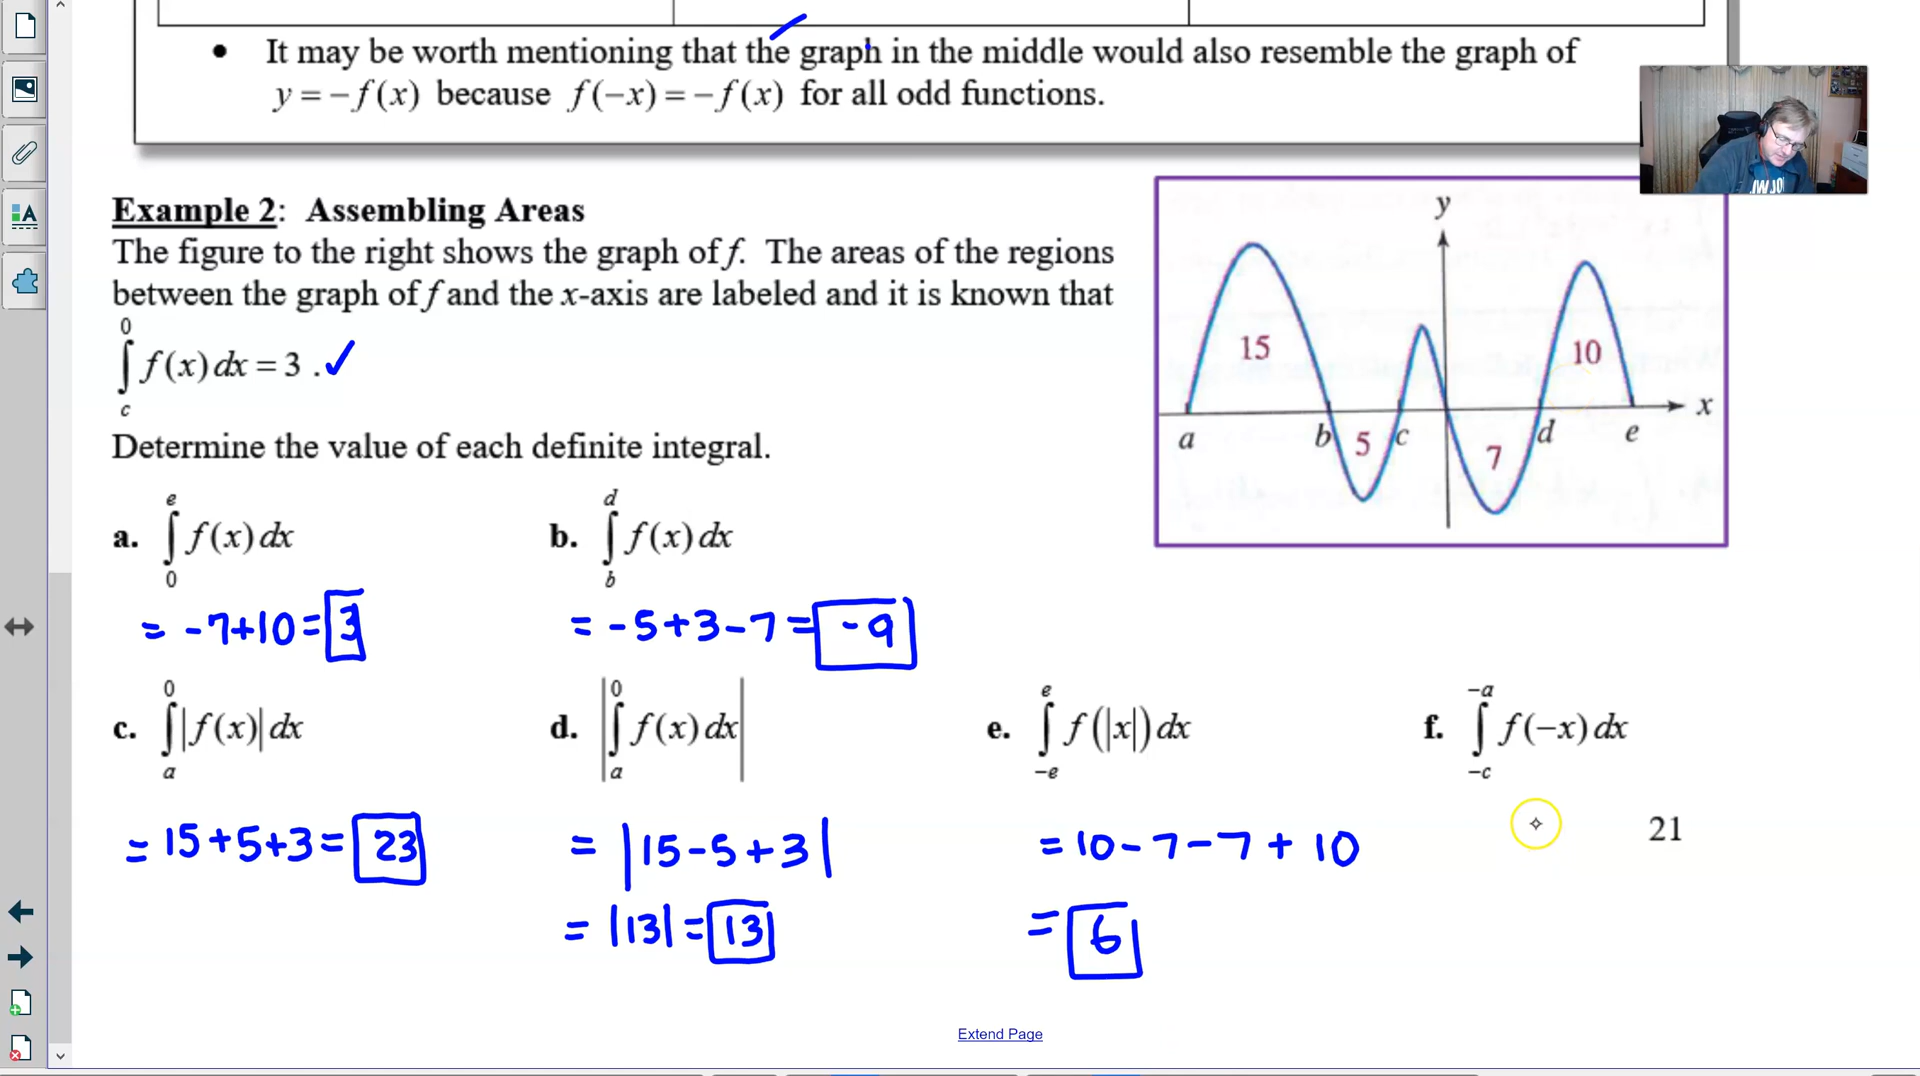 • It may be worth mentioning that the graph in the middle would also resemble the graph of
y = −f(x) because f(−x) = −f(x) for all odd functions.
Example 2: Assembling Areas
The figure to the right shows the graph of f. The areas of the regions
between the graph of f and the x-axis are labeled and it is known that
∫_c^0 f(x) dx = 3 . ✓
Determine the value of each definite integral.
y
15
10
x
a
b
5
c
7
d
e
a. ∫_0^e f(x) dx
b. ∫_b^d f(x) dx
= -7+10 = 3
= -5+3-7 = -9
c. ∫_a^0 |f(x)| dx
d. |∫_a^0 f(x) dx|
e. ∫_{-e}^e f(|x|) dx
f. ∫_{-c}^{-a} f(−x) dx
= 15+5+3 = 23
= |15-5+3|
= 10-7-7+10
21
= |13| = 13
= 6
Extend Page